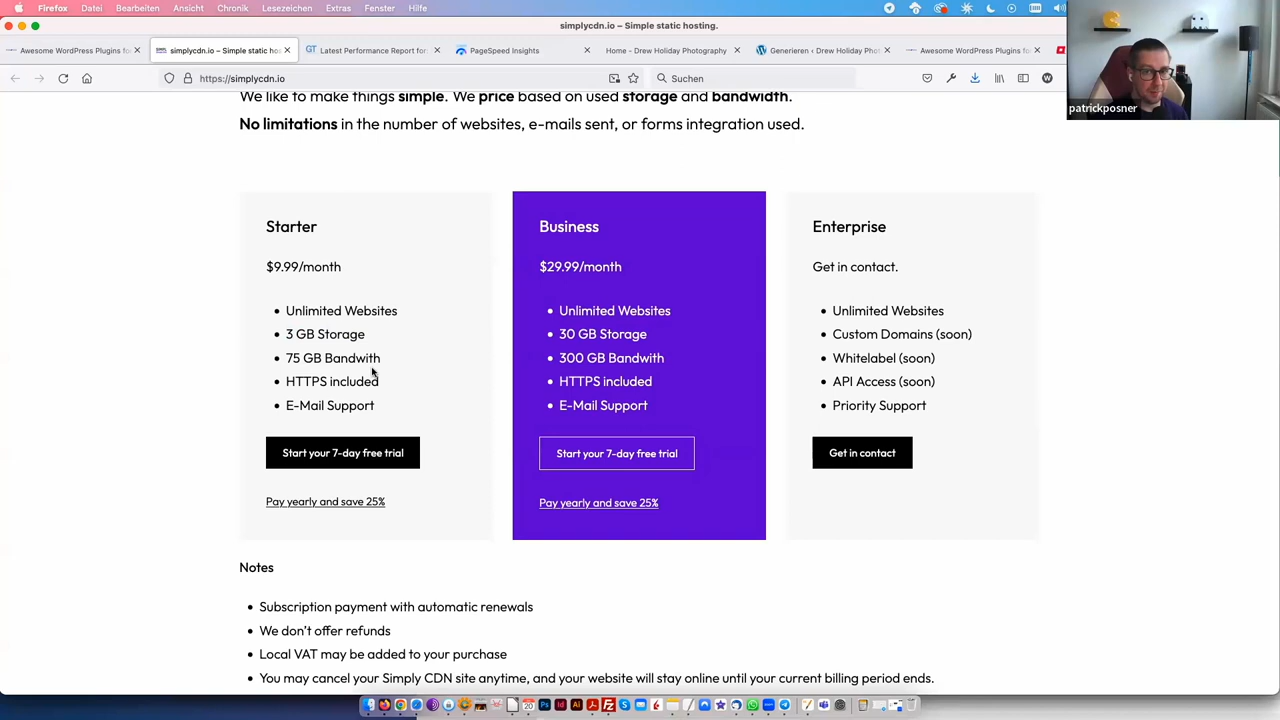 Firefox Datei Bearbeiten Ansicht Chronik Lesezeichen Extras Fenster Hilfe
simplycdn.io – Simple static hosting.
Awesome WordPress Plugins for
simplycdn.io – Simple static hos
Latest Performance Report for:
PageSpeed Insights
Home - Drew Holiday Photography
Generieren ‹ Drew Holiday Phot
Awesome WordPress Plugins for
https://simplycdn.io
Suchen
patrickposner
We like to make things simple. We price based on used storage and bandwidth.
No limitations in the number of websites, e-mails sent, or forms integration used.
Starter
$9.99/month
Unlimited Websites
3 GB Storage
75 GB Bandwith
HTTPS included
E-Mail Support
Start your 7-day free trial
Pay yearly and save 25%
Business
$29.99/month
Unlimited Websites
30 GB Storage
300 GB Bandwith
HTTPS included
E-Mail Support
Start your 7-day free trial
Pay yearly and save 25%
Enterprise
Get in contact.
Unlimited Websites
Custom Domains (soon)
Whitelabel (soon)
API Access (soon)
Priority Support
Get in contact
Notes
Subscription payment with automatic renewals
We don't offer refunds
Local VAT may be added to your purchase
You may cancel your Simply CDN site anytime, and your website will stay online until your current billing period ends.